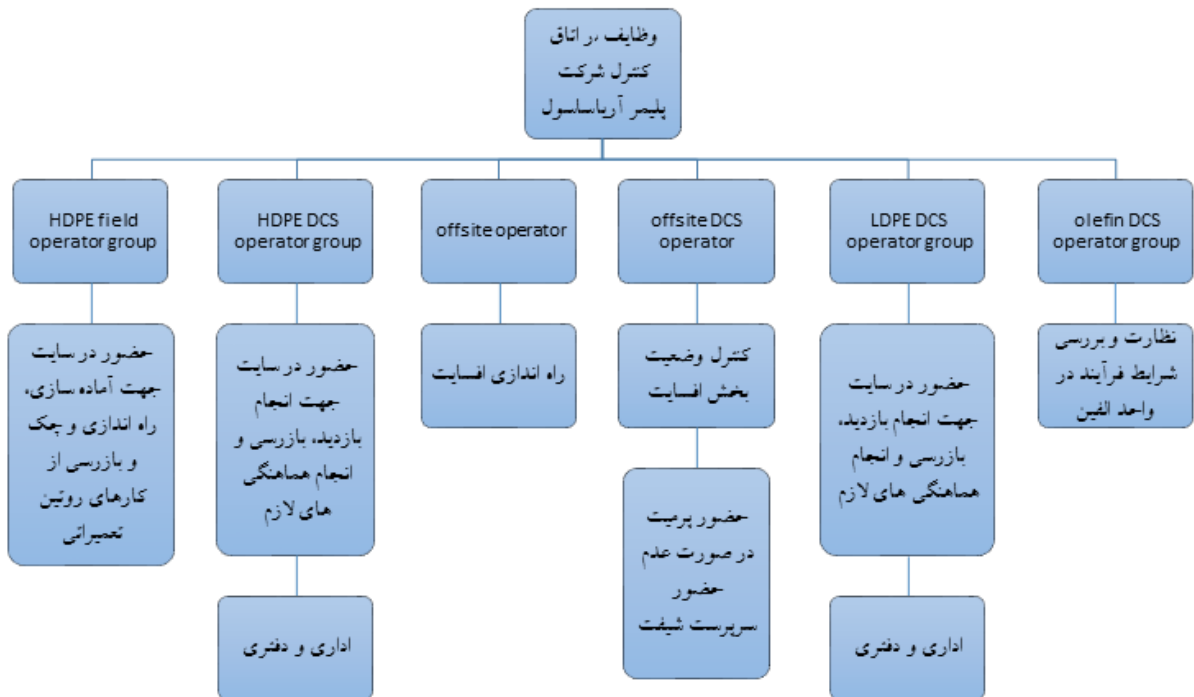 وظایف در اتاق
کنترل شرکت
پلیمر آریاساسول
HDPE field
operator group
HDPE DCS
operator group
offsite operator
offsite DCS
operator
LDPE DCS
operator group
olefin DCS
operator group
حضور در سایت
جهت آماده سازی،
راه اندازی و چک
و بازرسی از
کارهای روتین
تعمیراتی
حضور در سایت
جهت انجام
بازدید، بازرسی و
انجام هماهنگی
های لازم
راه اندازی افسایت
کنترل وضعیت
بخش افسایت
حضور در سایت
جهت انجام بازدید،
بازرسی و انجام
هماهنگی های لازم
نظارت و بررسی
شرایط فرآیند در
واحد الفین
اداری و دفتری
حضور پرمیت
در صورت عدم
حضور
سرپرست شیفت
اداری و دفتری